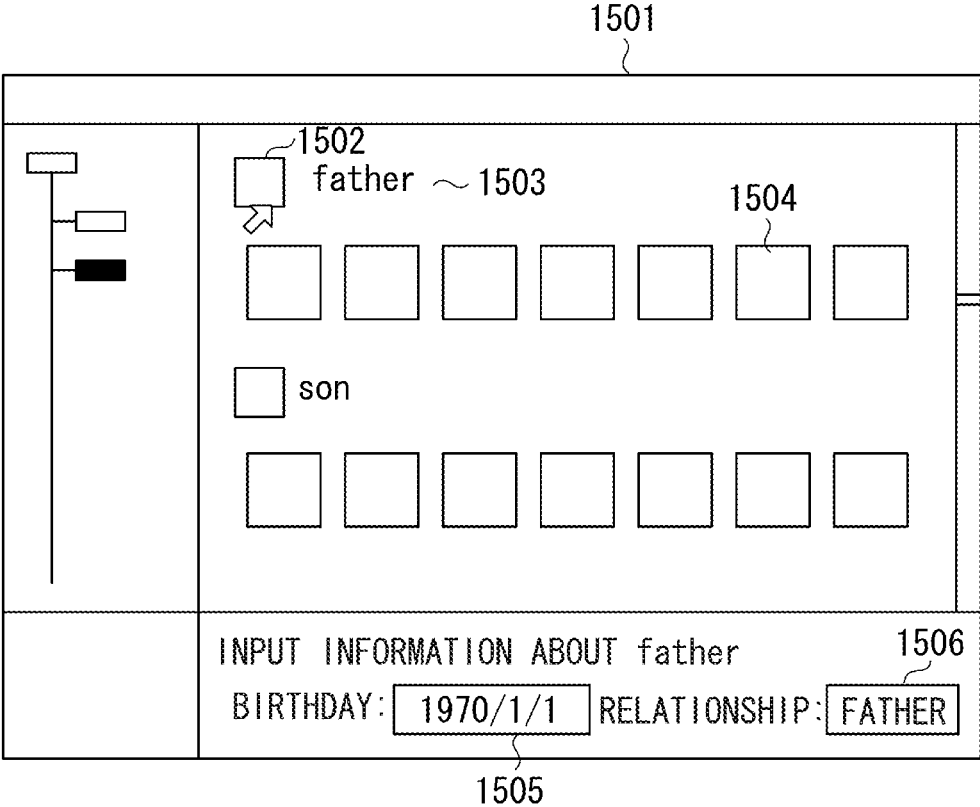 1501
1502
father 1503
1504
son
INPUT INFORMATION ABOUT father
1506
BIRTHDAY: 1970/1/1 RELATIONSHIP: FATHER
1505